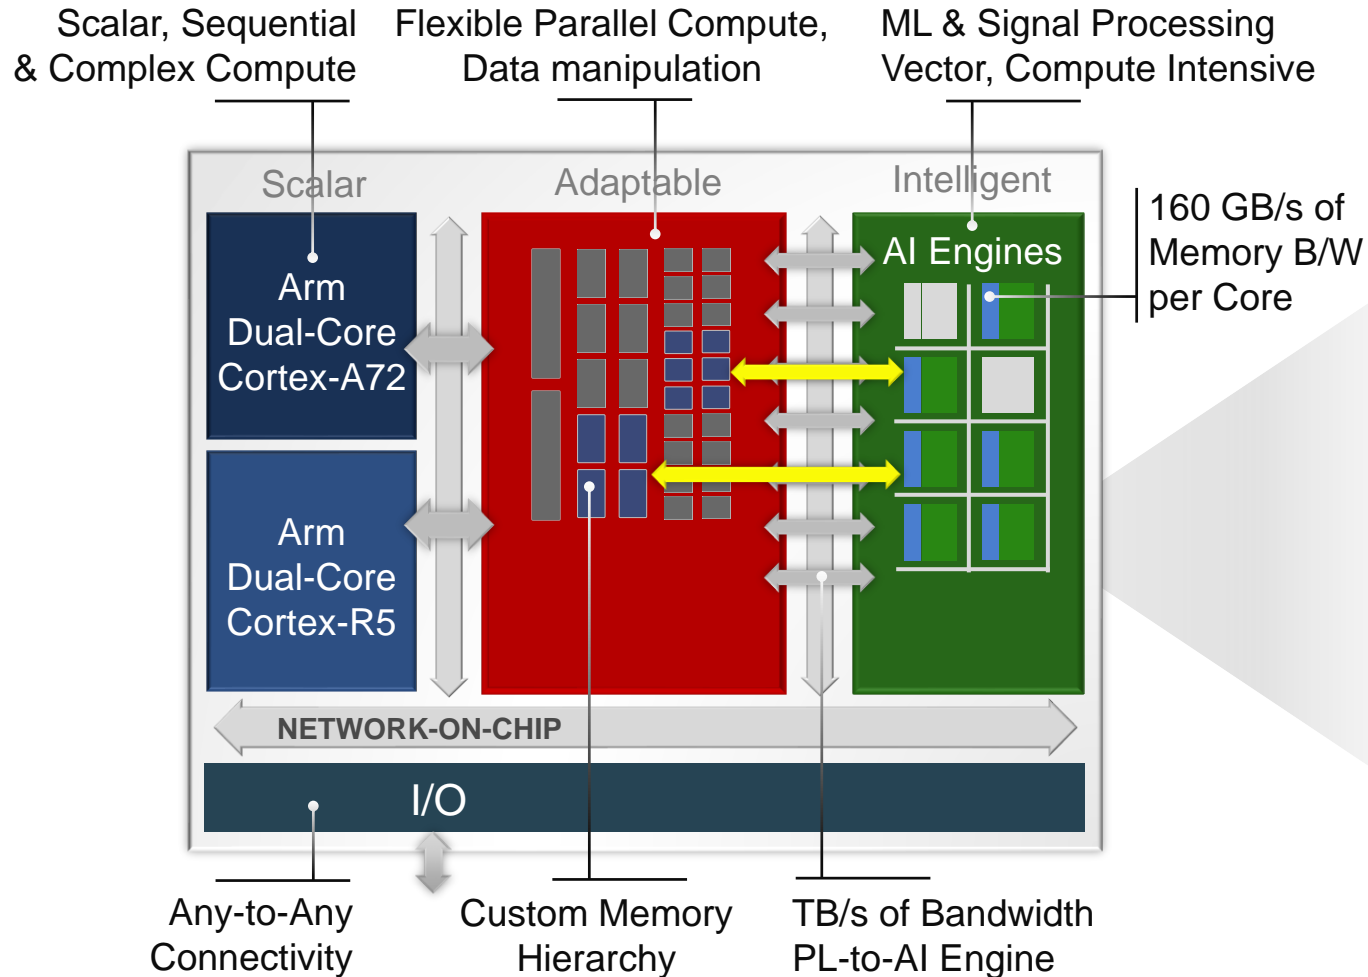 Scalar, Sequential
& Complex Compute
Flexible Parallel Compute,
Data manipulation
ML & Signal Processing
Vector, Compute Intensive
Scalar
Adaptable
Intelligent
160 GB/s of
Memory B/W
per Core
Arm
Dual-Core
Cortex-A72
AI Engines
Arm
Dual-Core
Cortex-R5
NETWORK-ON-CHIP
I/O
Any-to-Any
Connectivity
Custom Memory
Hierarchy
TB/s of Bandwidth
PL-to-AI Engine